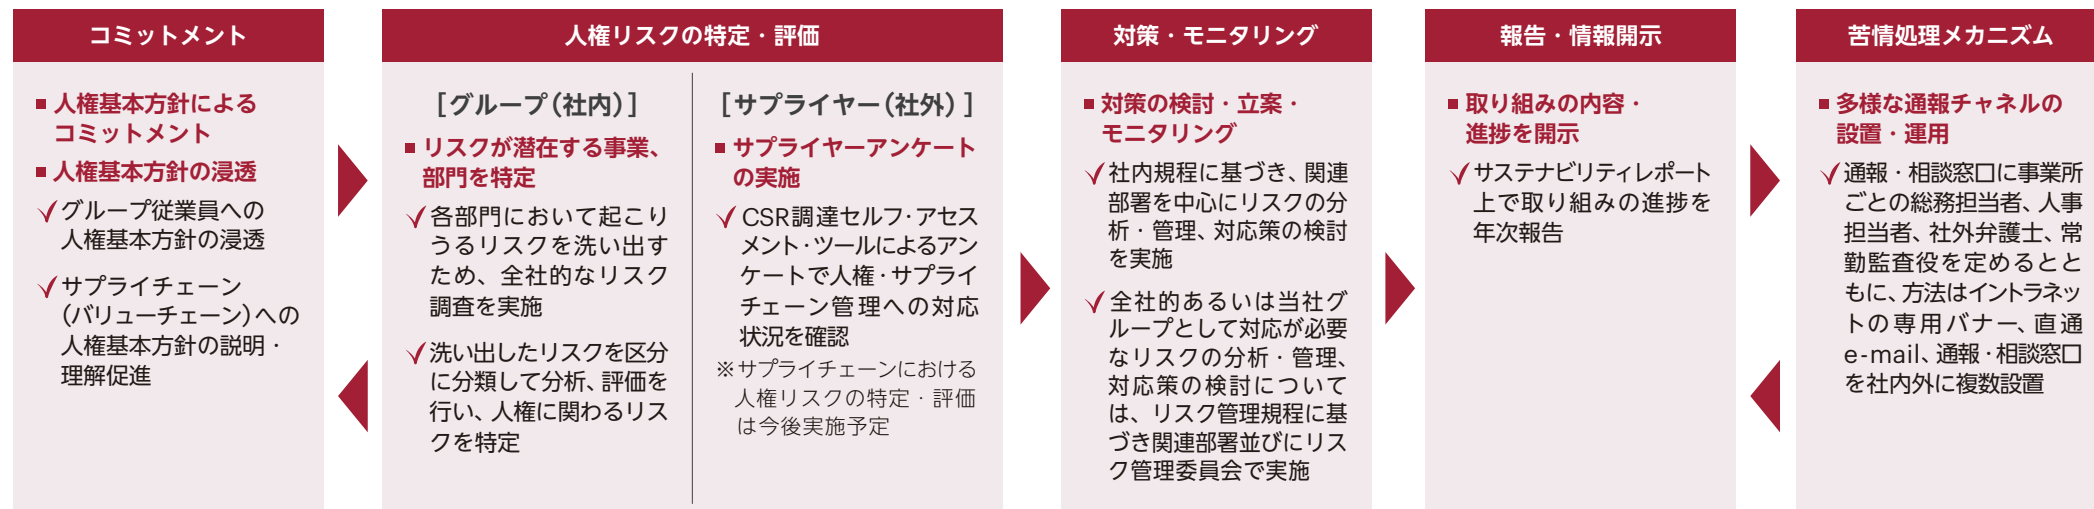 コミットメント
■人権基本方針による
コミットメント
■人権基本方針の浸透
✓グループ従業員への
人権基本方針の浸透
✓サプライチェーン
（バリューチェーン）への
人権基本方針の説明・
理解促進
人権リスクの特定・評価
［グループ（社内）］
■リスクが潜在する事業、
部門を特定
✓各部門において起こり
うるリスクを洗い出す
ため、全社的なリスク
調査を実施
✓洗い出したリスクを区分
に分類して分析、評価を
行い、人権に関わるリス
クを特定
［サプライヤー（社外）］
■サプライヤーアンケート
の実施
✓CSR調達セルフ・アセス
メント・ツールによるアン
ケートで人権・サプライ
チェーン管理への対応
状況を確認
※サプライチェーンにおける
人権リスクの特定・評価
は今後実施予定
対策・モニタリング
■対策の検討・立案・
モニタリング
✓社内規程に基づき、関連
部署を中心にリスクの分
析・管理、対応策の検討
を実施
✓全社的あるいは当社グ
ループとして対応が必要
なリスクの分析・管理、
対応策の検討について
は、リスク管理規程に基
づき関連部署並びにリス
ク管理委員会で実施
報告・情報開示
■取り組みの内容・
進捗を開示
✓サステナビリティレポート
上で取り組みの進捗を
年次報告
苦情処理メカニズム
■多様な通報チャネルの
設置・運用
✓通報・相談窓口に事業所
ごとの総務担当者、人事
担当者、社外弁護士、常
勤監査役を定めるとと
もに、方法はイントラネッ
トの専用バナー、直通
e-mail、通報・相談窓口
を社内外に複数設置